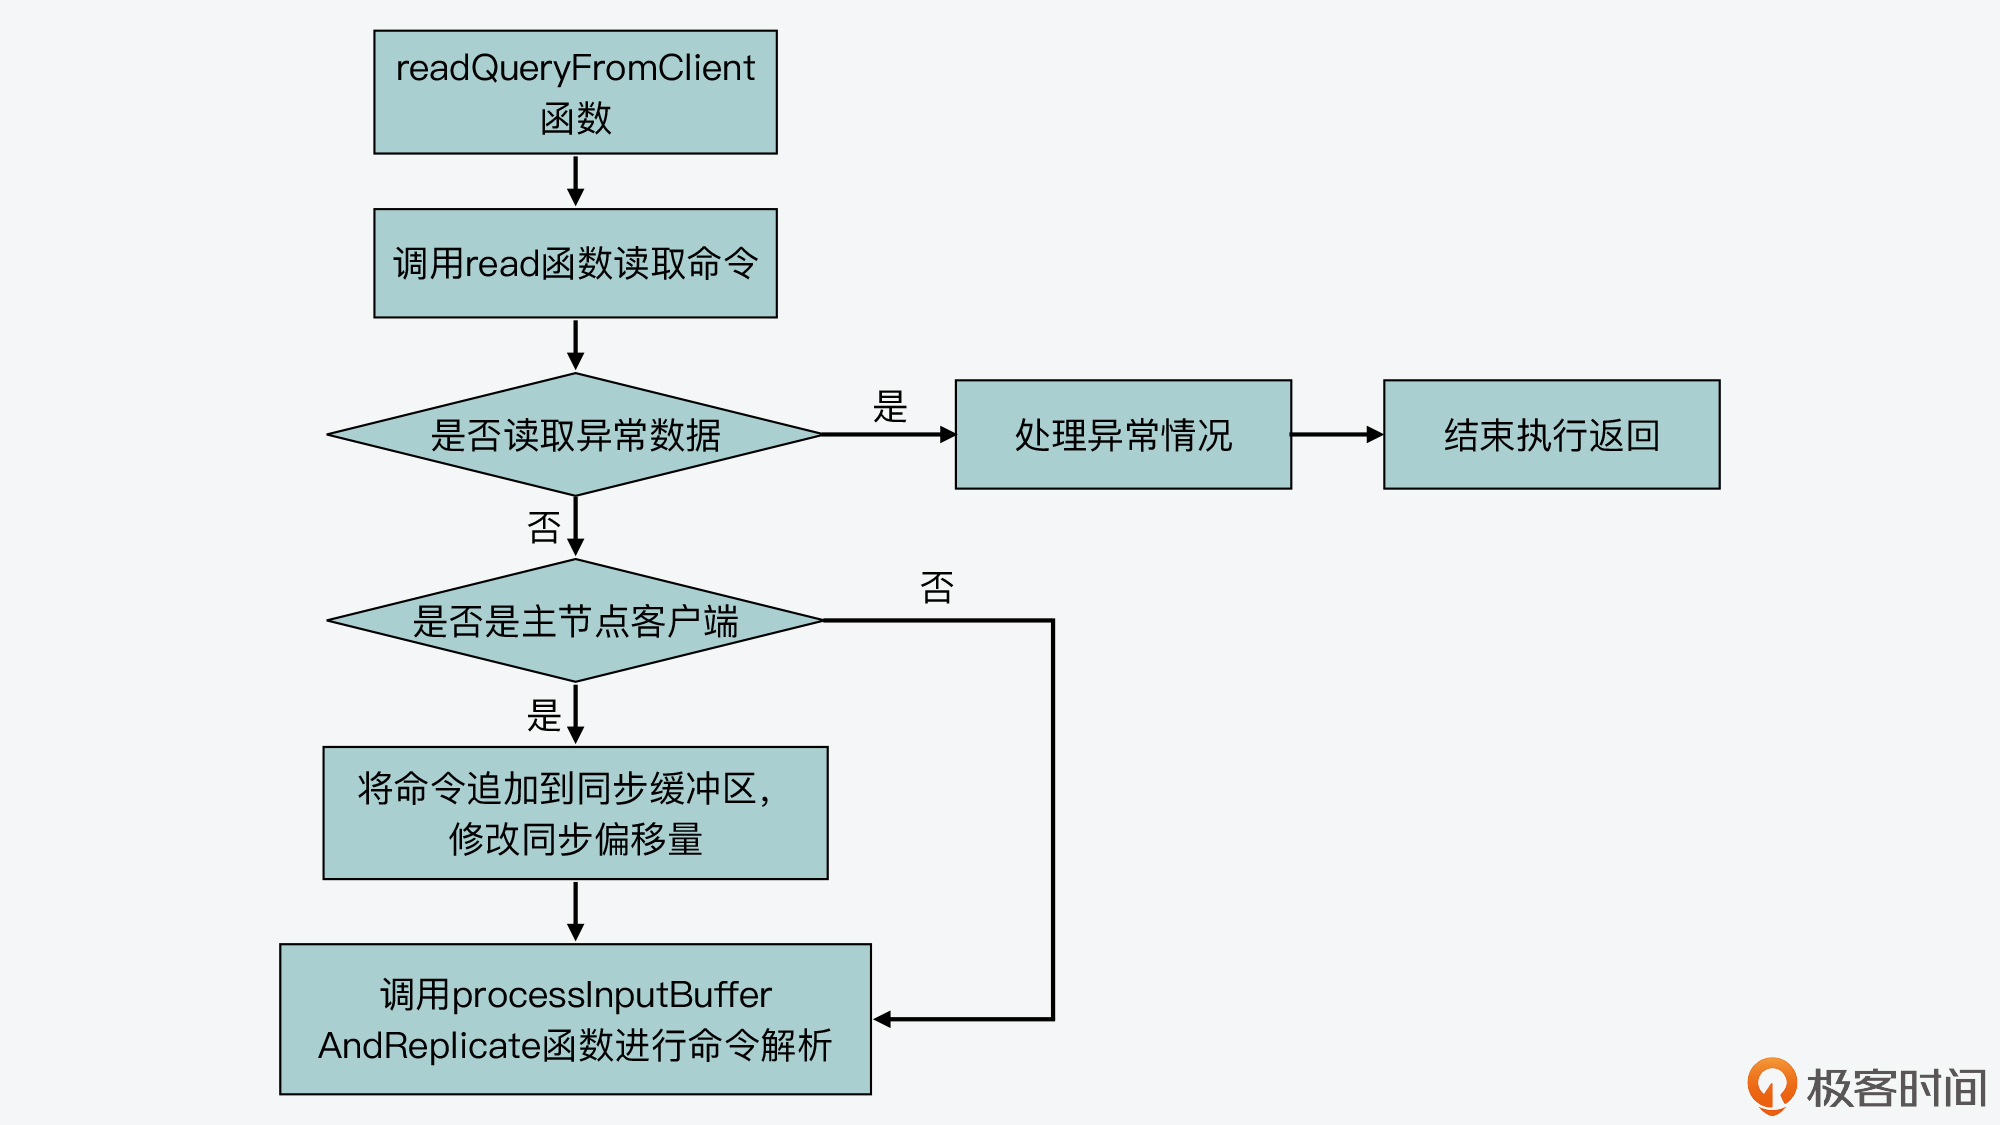 readQueryFromClient
函数
调用read函数读取命令
是否读取异常数据
是
处理异常情况
结束执行返回
否
是否是主节点客户端
否
是
将命令追加到同步缓冲区,
修改同步偏移量
调用processInputBuffer
AndReplicate函数进行命令解析
极客时间